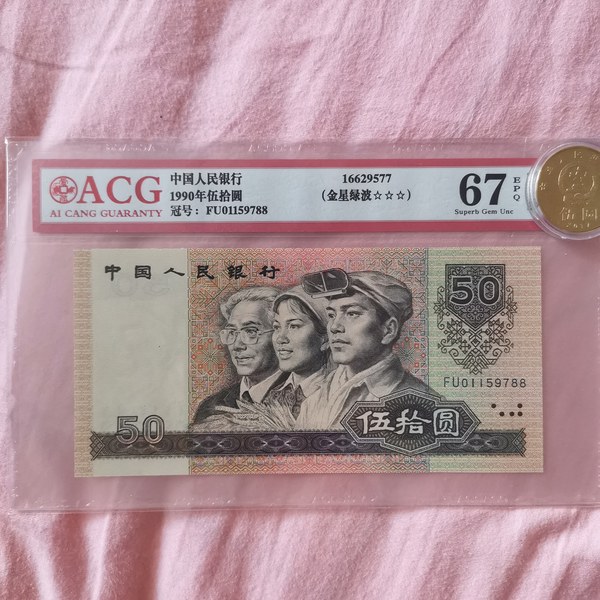 ACG
AI CANG GUARANTY
中国人民银行
1990年伍拾圆
冠号: FU01159788
16629577
(金星绿波☆☆☆)
67
EPQ
Superb Gem Unc
伍圆
中国人民银行
50
FU01159788
50
伍拾圆